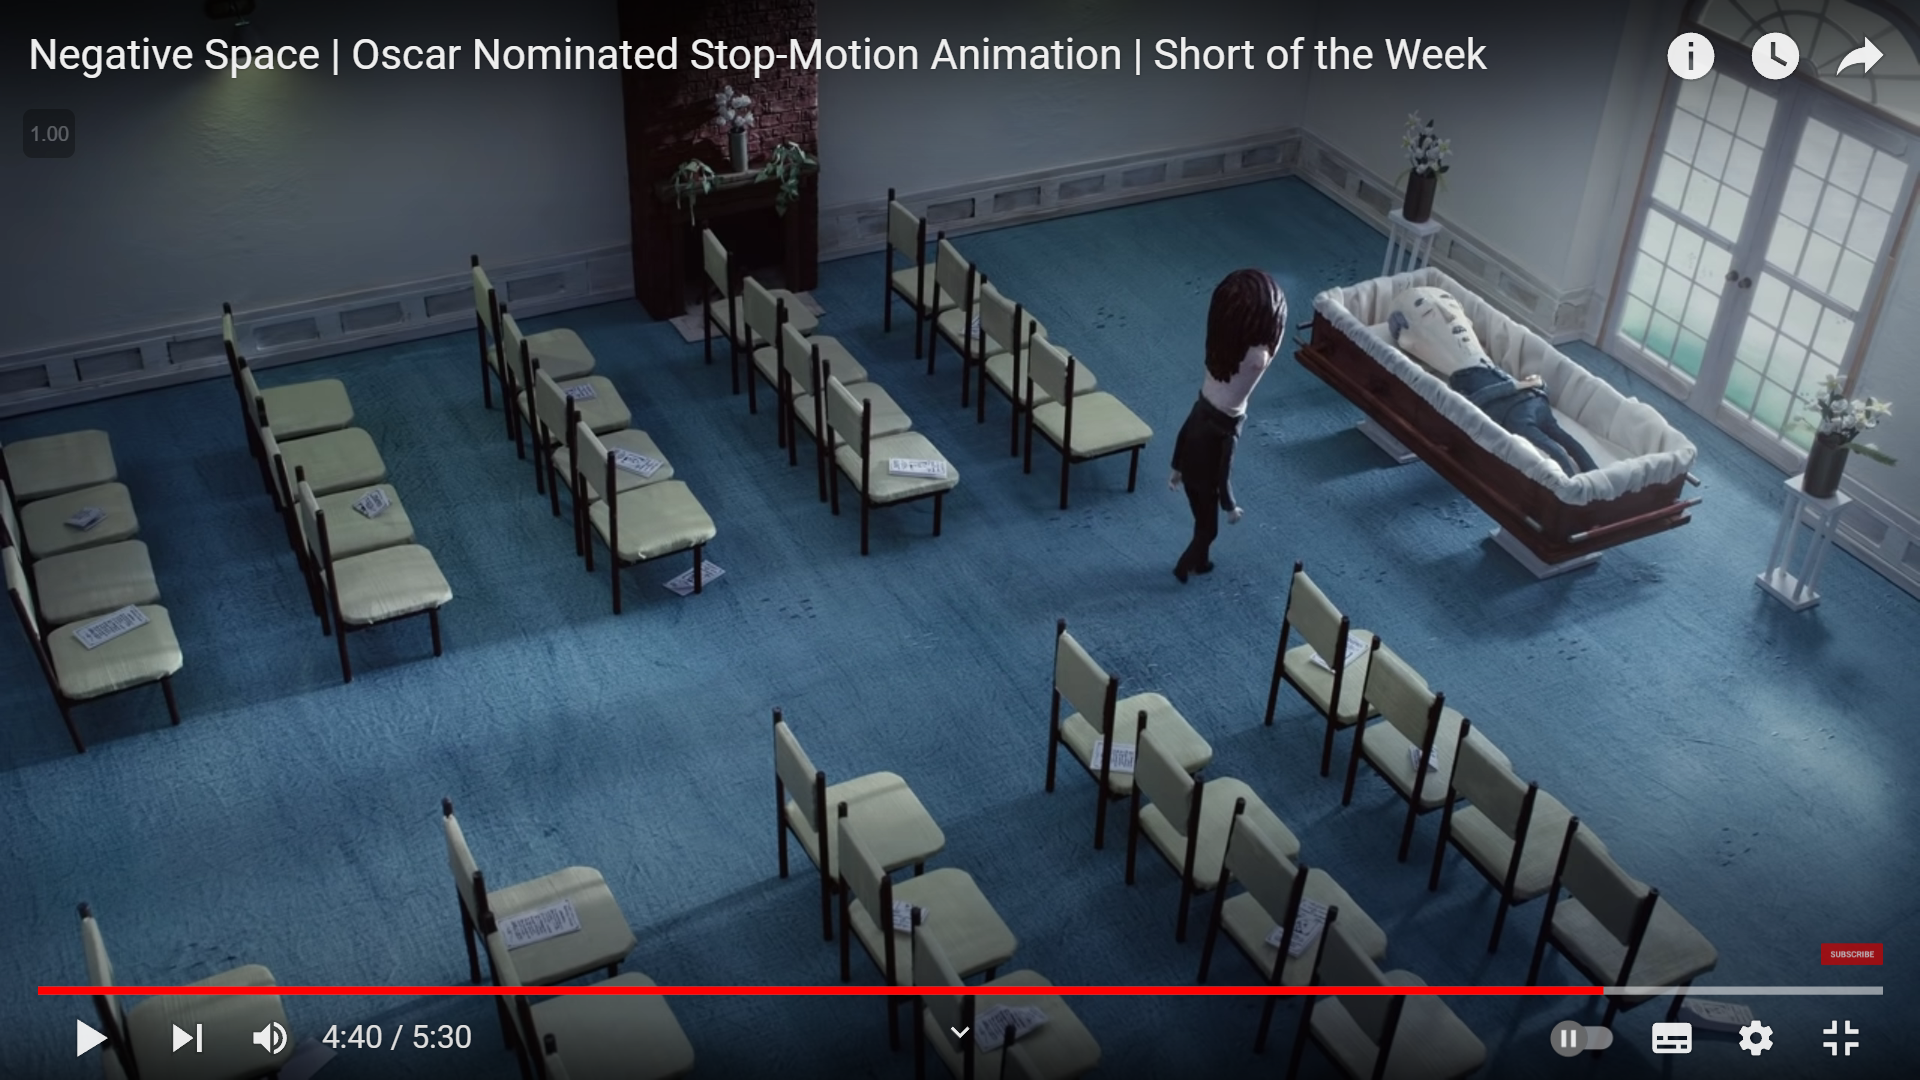 Negative Space | Oscar Nominated Stop-Motion Animation | Short of the Week
1.00
SUBSCRIBE
4:40 / 5:30